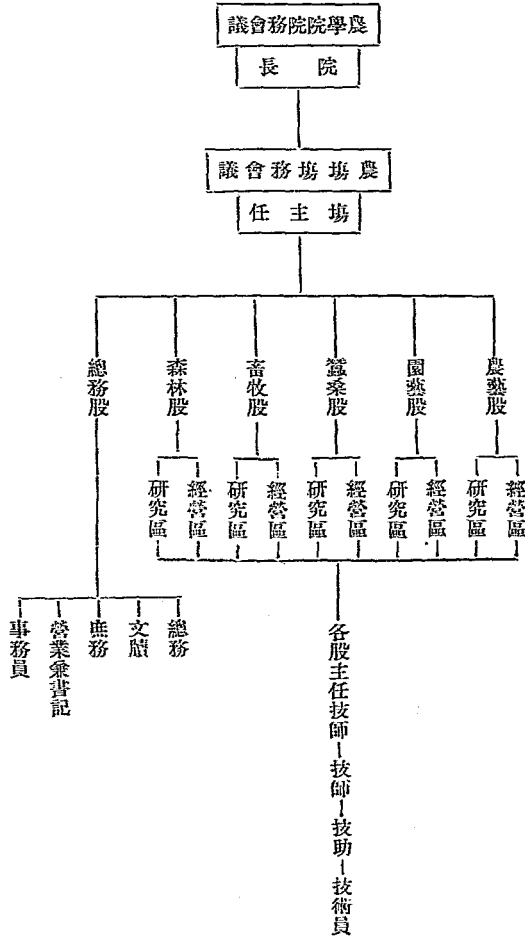 農學院院務會議
院長
農塲塲務會議
塲主任
農藝股
園藝股
蠶桑股
畜牧股
森林股
總務股
經營區
研究區
經營區
研究區
經營區
研究區
經營區
研究區
經營區
研究區
各股主任技師—技師—技助—技術員
總務
文牘
庶務
營業兼書記
事務員